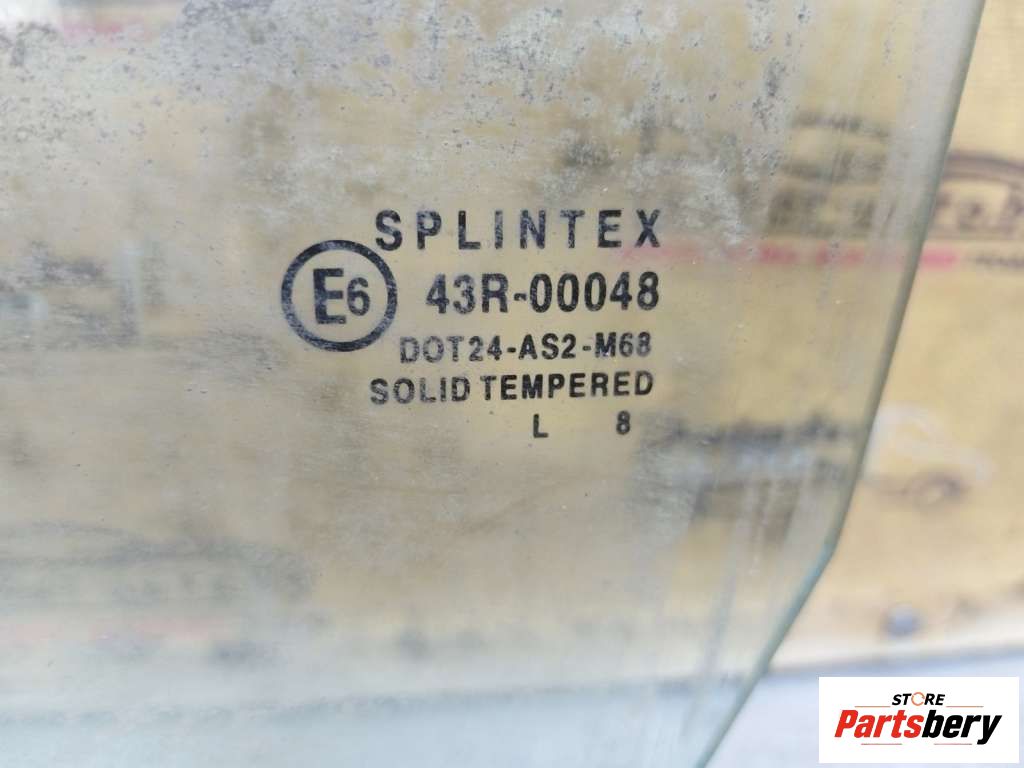 SPLINTEX
E6 43R-00048
DOT24-AS2-M68
SOLID TEMPERED
L 8
STORE
Partsbery